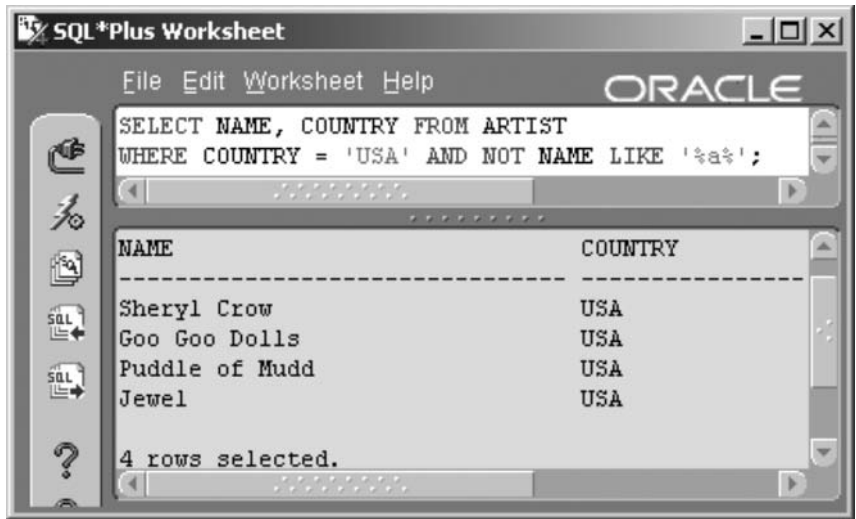 SQL*Plus Worksheet
File Edit Worksheet Help
ORACLE
SELECT NAME, COUNTRY FROM ARTIST
WHERE COUNTRY = 'USA' AND NOT NAME LIKE '%a%';
NAME COUNTRY
-------------------------------- ----------------
Sheryl Crow USA
Goo Goo Dolls USA
Puddle of Mudd USA
Jewel USA
4 rows selected.
SQL
SQL
?